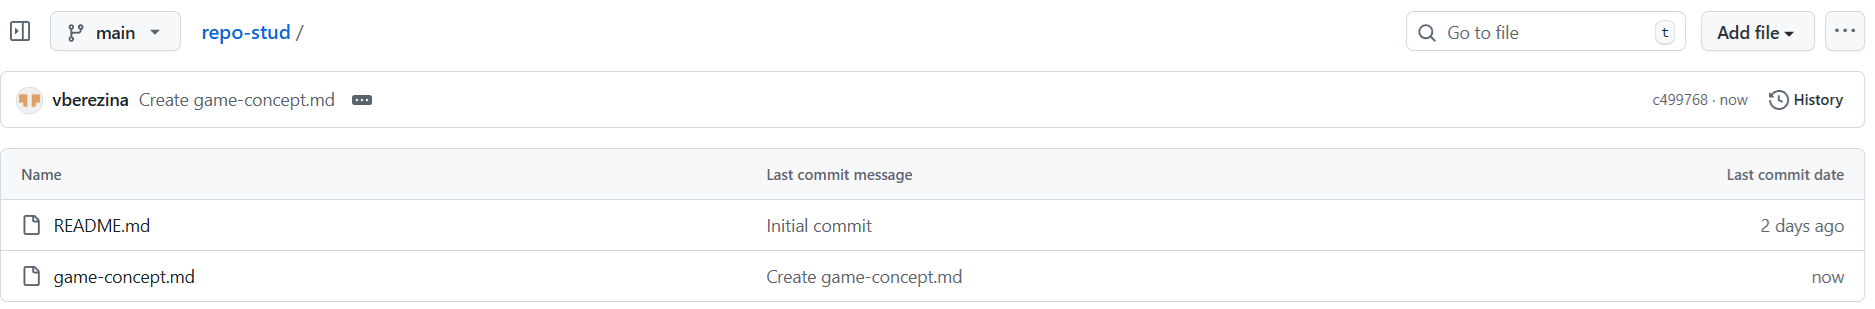 main repo-stud / Go to file t Add file
vberezina Create game-concept.md c499768 · now History
Name Last commit message Last commit date
README.md Initial commit 2 days ago
game-concept.md Create game-concept.md now